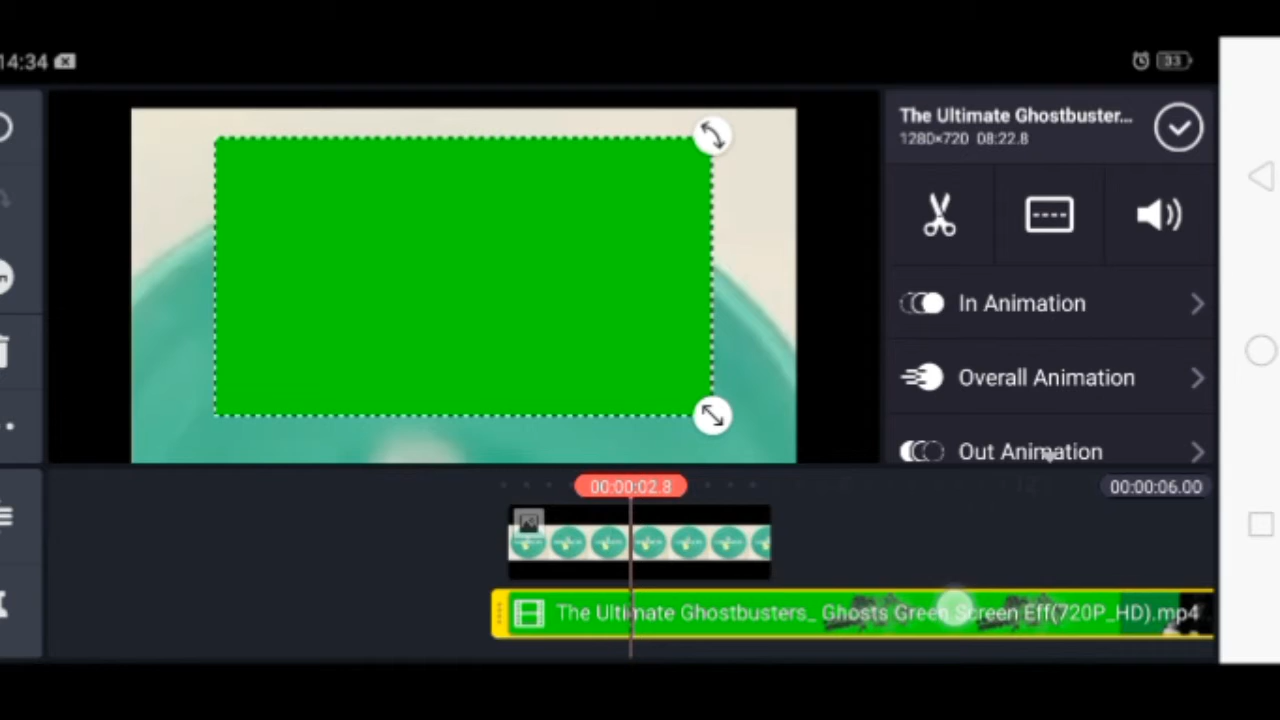 14:34
33
The Ultimate Ghostbuster...
1280×720 08:22.8
In Animation
Overall Animation
Out Animation
00:00:02.8
00:00:06.00
The Ultimate Ghostbusters_ Ghosts Green Screen Eff(720P_HD).mp4